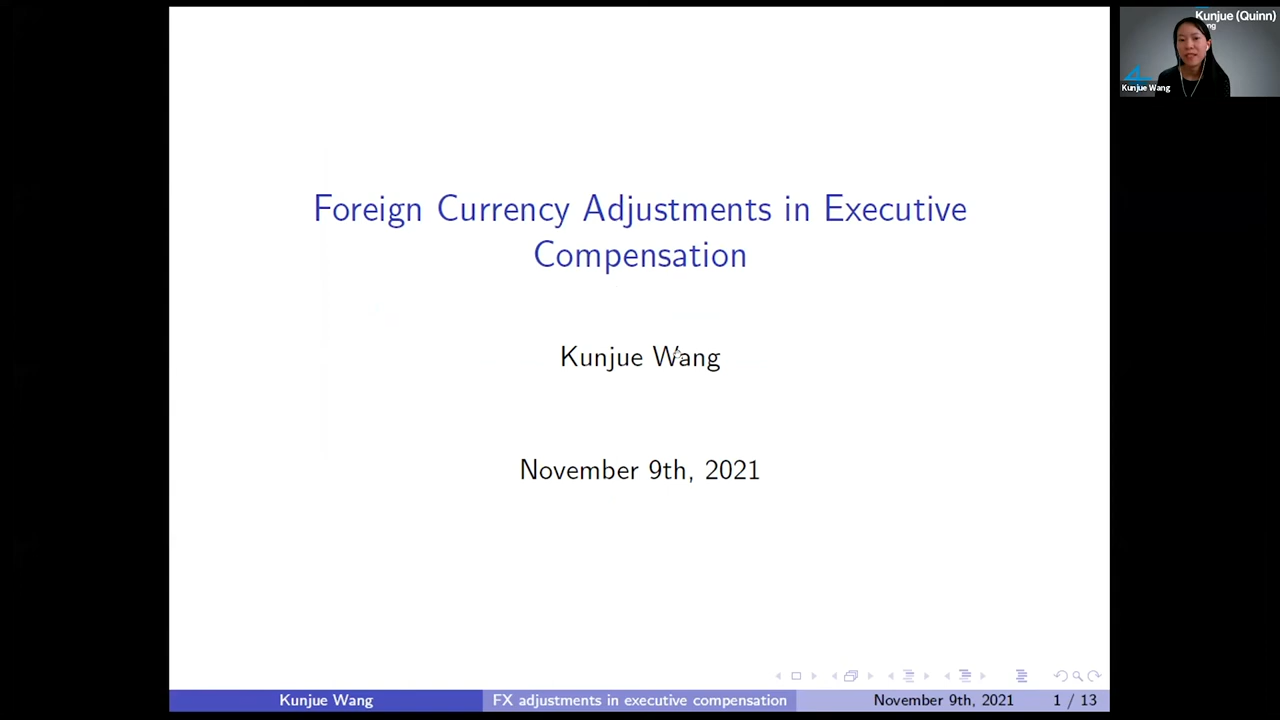 Foreign Currency Adjustments in Executive
Compensation
Kunjue Wang
November 9th, 2021
Kunjue Wang
FX adjustments in executive compensation
November 9th, 2021
1 / 13
Kunjue (Quinn)
Kunjue Wang